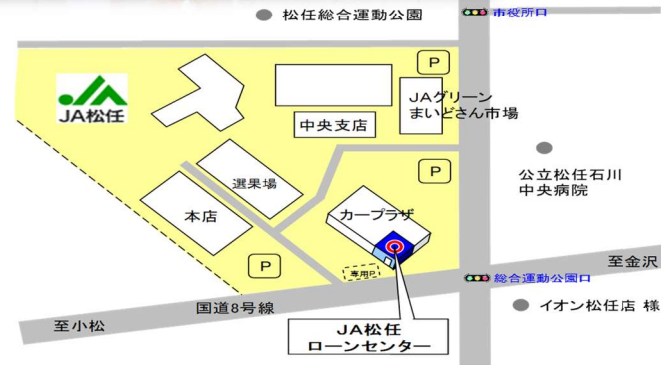 松任総合運動公園
市役所口
P
JA松任
JAグリーン
まいどさん市場
中央支店
公立松任石川
中央病院
P
選果場
カープラザ
本店
P
専用P
至金沢
総合運動公園口
国道8号線
イオン松任店 様
至小松
JA松任
ローンセンター